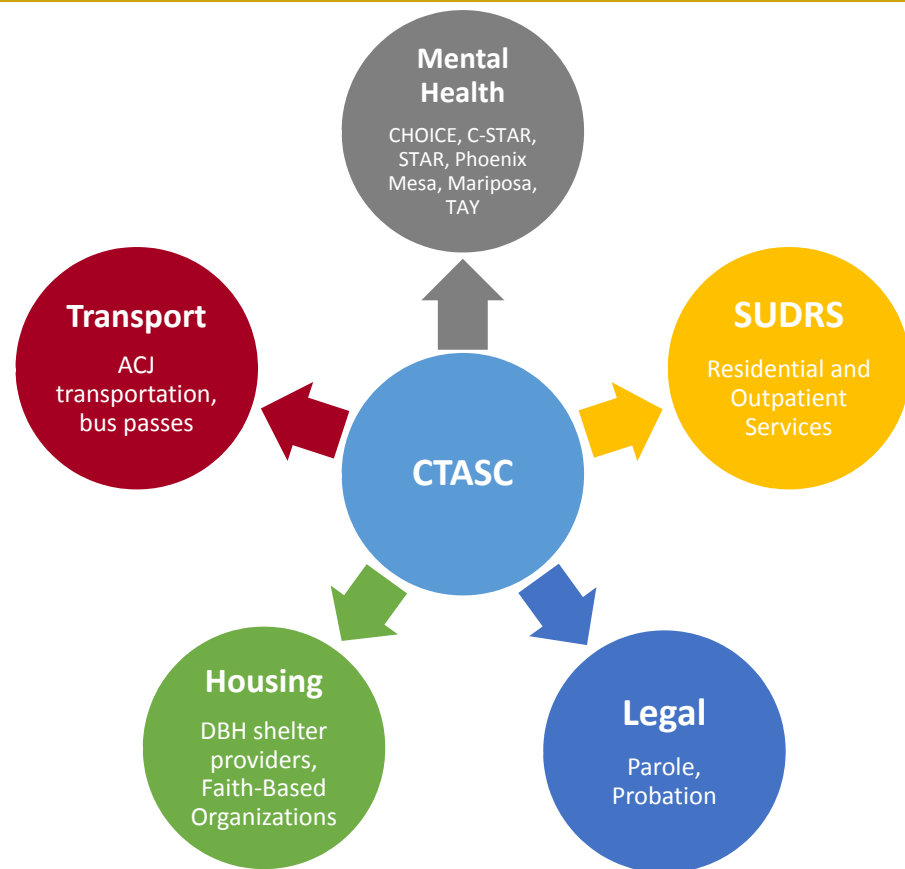 Mental
Health
CHOICE, C-STAR,
STAR, Phoenix
Mesa, Mariposa,
TAY
Transport
ACJ
transportation,
bus passes
SUDRS
Residential and
Outpatient
Services
CTASC
Housing
DBH shelter
providers,
Faith-Based
Organizations
Legal
Parole,
Probation